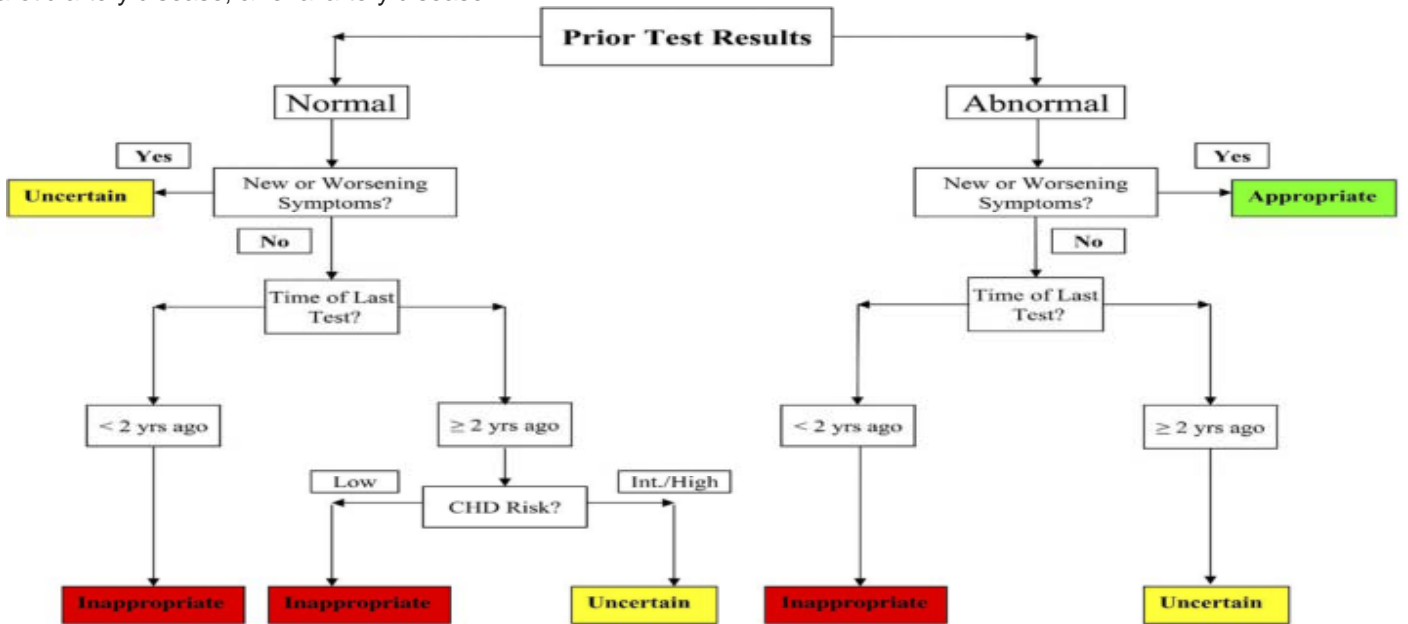 Prior Test Results
Normal
Abnormal
Yes
Yes
Uncertain
New or Worsening
Symptoms?
New or Worsening
Symptoms?
Appropriate
No
No
Time of Last
Test?
Time of Last
Test?
< 2 yrs ago
≥ 2 yrs ago
< 2 yrs ago
≥ 2 yrs ago
Low
Int./High
CHD Risk?
Inappropriate
Inappropriate
Uncertain
Inappropriate
Uncertain